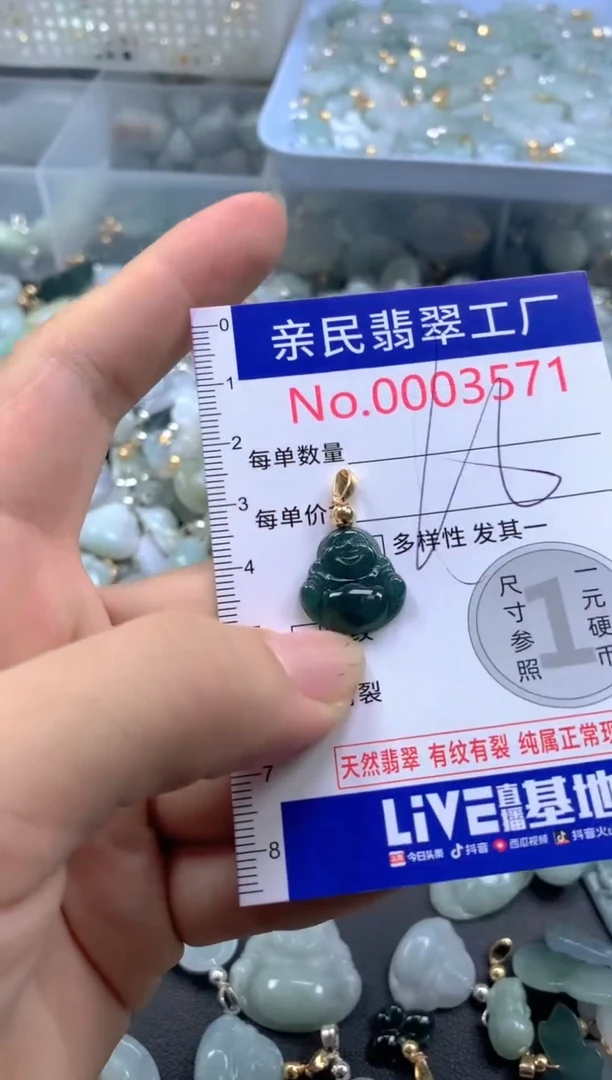 0
亲民翡翠工厂
1
No.0003571
2
每单数量
3
每单价
多样性 发其一
4
尺寸参照
1
一元硬币
裂
天然翡翠 有纹有裂 纯属正常现
7
LIVE直播基地
8
今日头条 抖音 西瓜视频 抖音火山